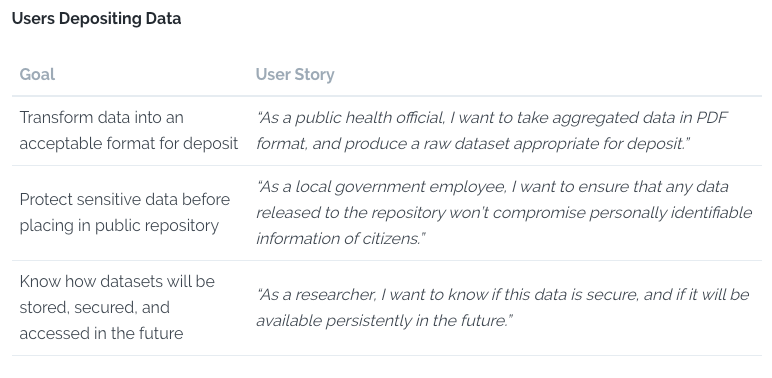 Users Depositing Data
Goal
User Story
Transform data into an
acceptable format for deposit
“As a public health official, I want to take aggregated data in PDF
format, and produce a raw dataset appropriate for deposit.”
Protect sensitive data before
placing in public repository
“As a local government employee, I want to ensure that any data
released to the repository won’t compromise personally identifiable
information of citizens.”
Know how datasets will be
stored, secured, and
accessed in the future
“As a researcher, I want to know if this data is secure, and if it will be
available persistently in the future.”